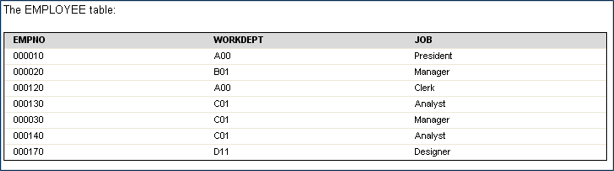 The EMPLOYEE table:
EMPNO WORKDEPT JOB
000010 A00 President
000020 B01 Manager
000120 A00 Clerk
000130 C01 Analyst
000030 C01 Manager
000140 C01 Analyst
000170 D11 Designer